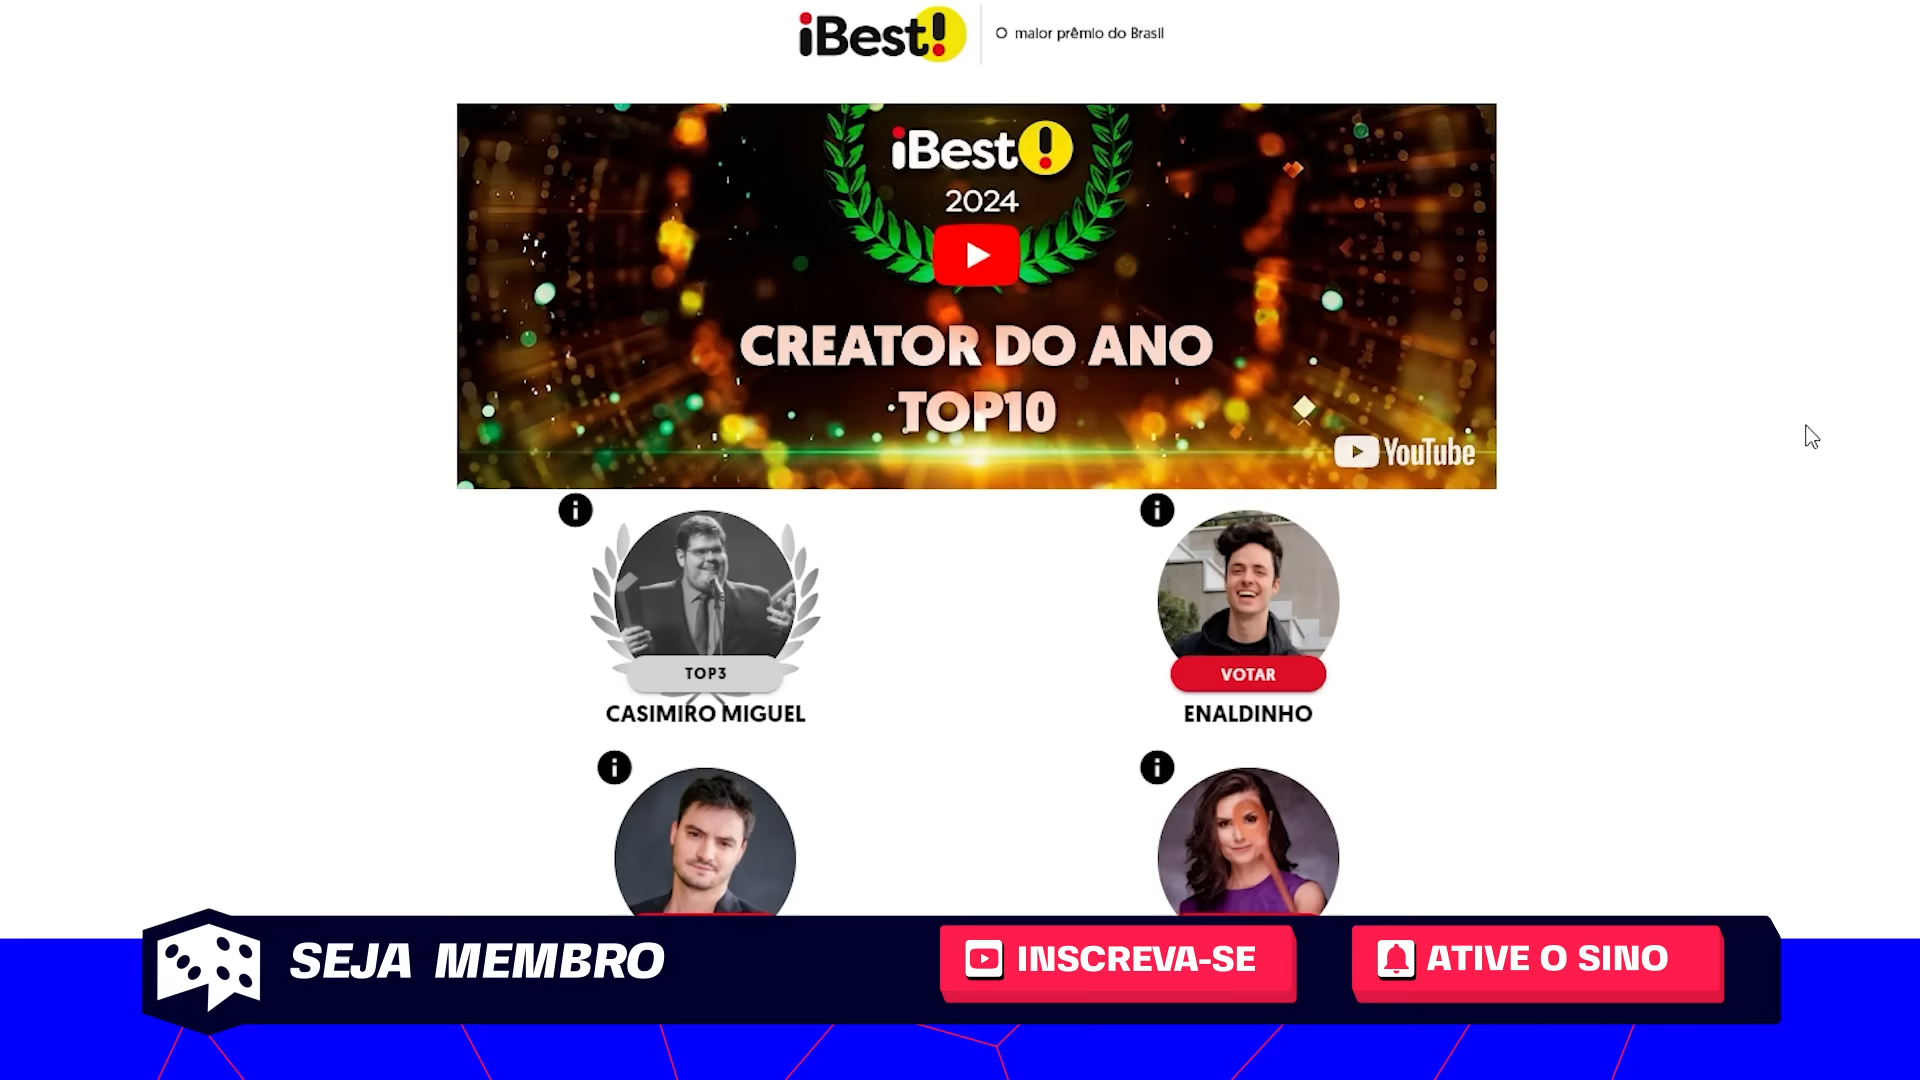 iBest!
O maior prêmio do Brasil
iBest!
2024
CREATOR DO ANO
TOP10
YouTube
TOP3
CASIMIRO MIGUEL
VOTAR
ENALDINHO
SEJA MEMBRO
INSCREVA-SE
ATIVE O SINO